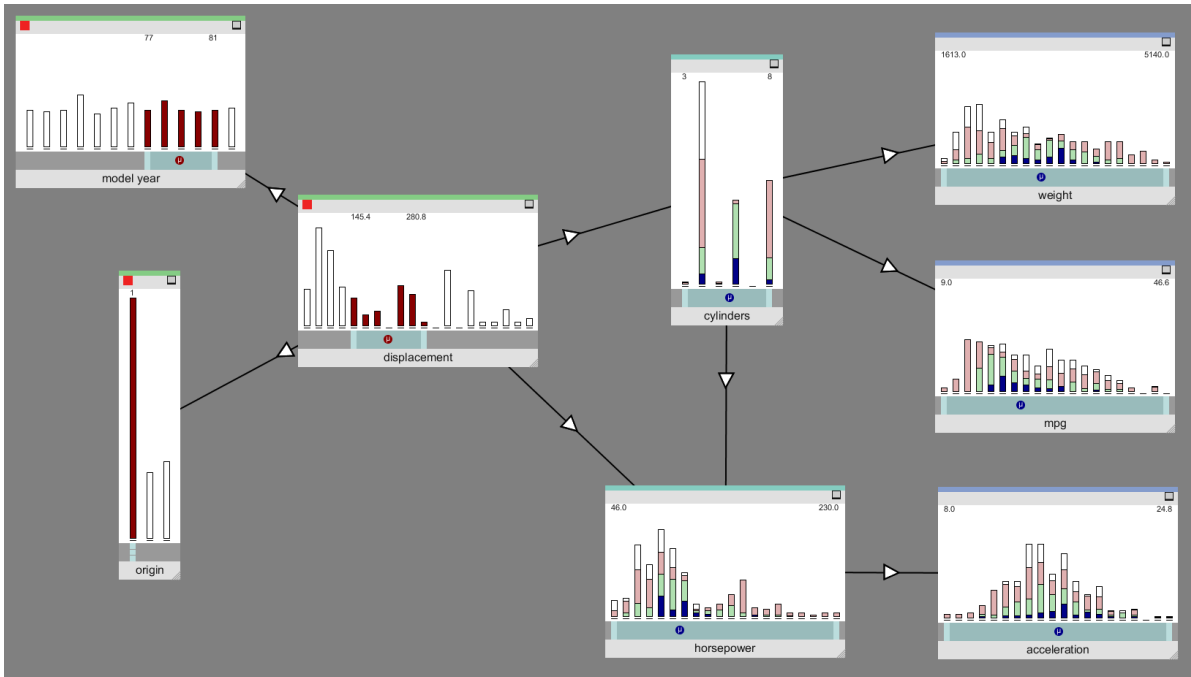 77 81
μ
model year
145.4 280.8
μ
displacement
1
origin
3 8
μ
cylinders
1613.0 5140.0
μ
weight
9.0 46.6
μ
mpg
46.0 230.0
μ
horsepower
8.0 24.8
μ
acceleration